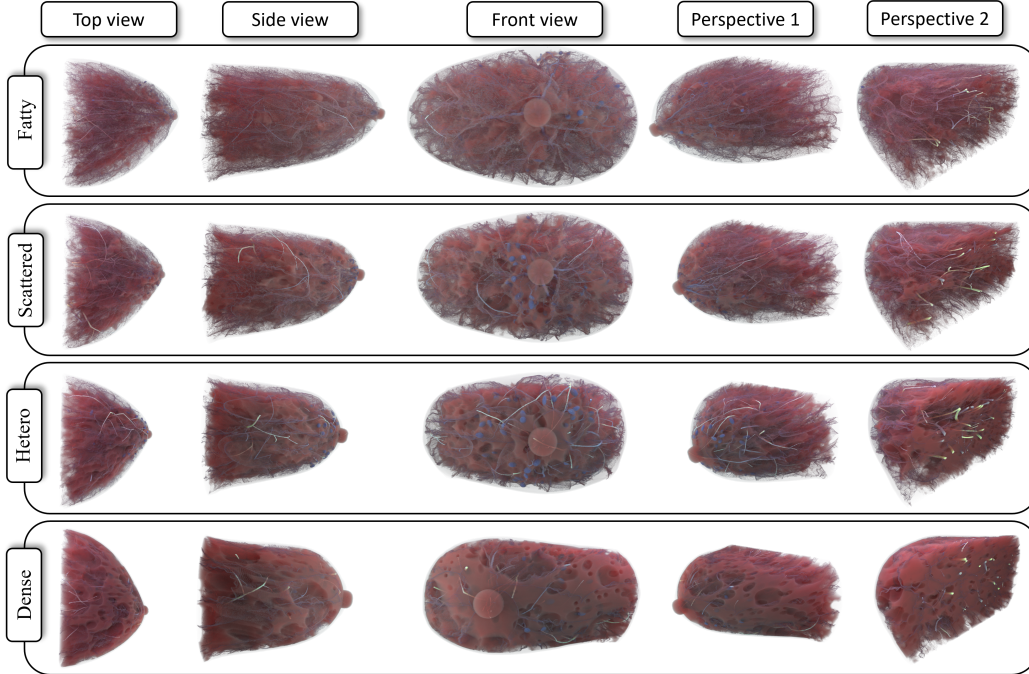 Top view
Side view
Front view
Perspective 1
Perspective 2
Fatty
Scattered
Hetero
Dense